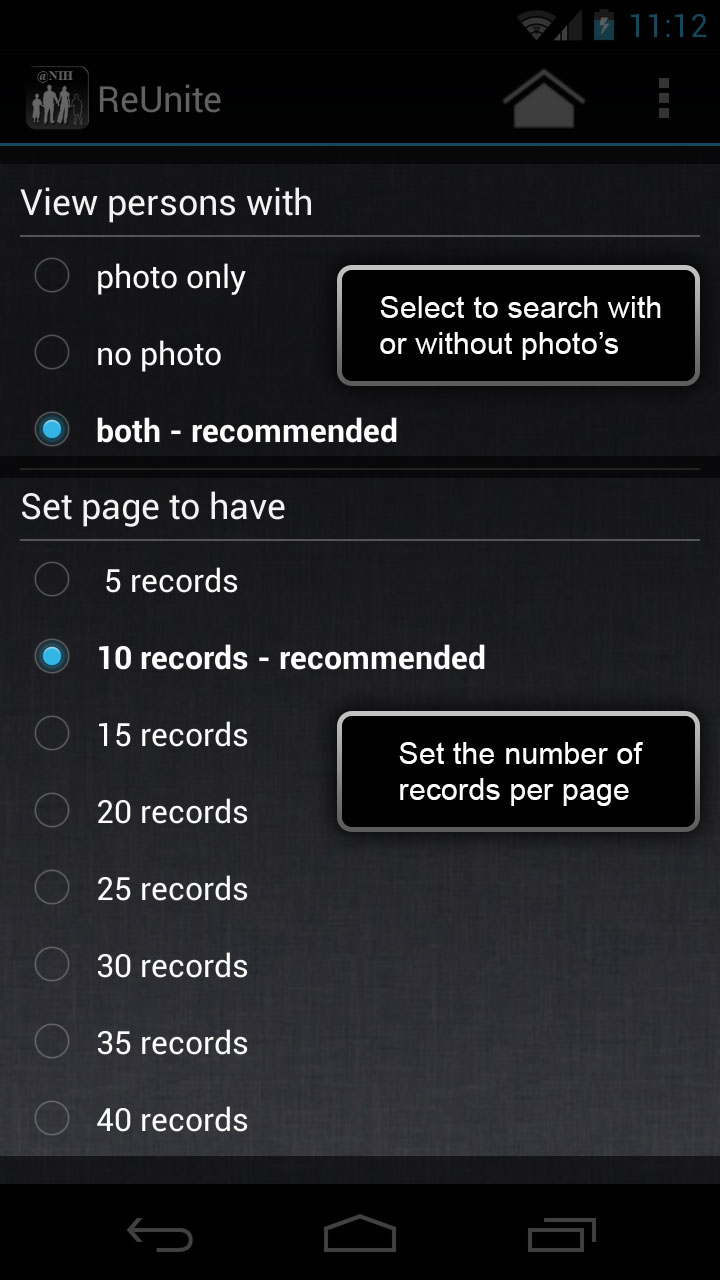 11:12
@NIH
ReUnite
View persons with
photo only
no photo
both - recommended
Select to search with
or without photo’s
Set page to have
5 records
10 records - recommended
15 records
20 records
25 records
30 records
35 records
40 records
Set the number of
records per page